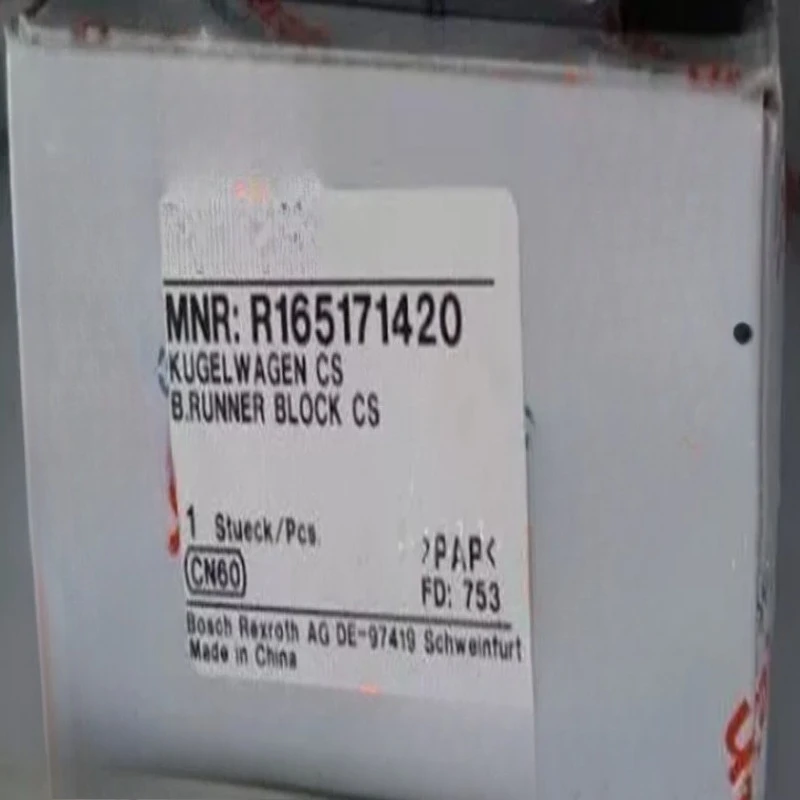 MNR: R165171420
KUGELWAGEN CS
B.RUNNER BLOCK CS
1 Stueck/Pcs.
>PAP<
CN60
FD: 753
Bosch Rexroth AG DE-97419 Schweinfurt
Made in China